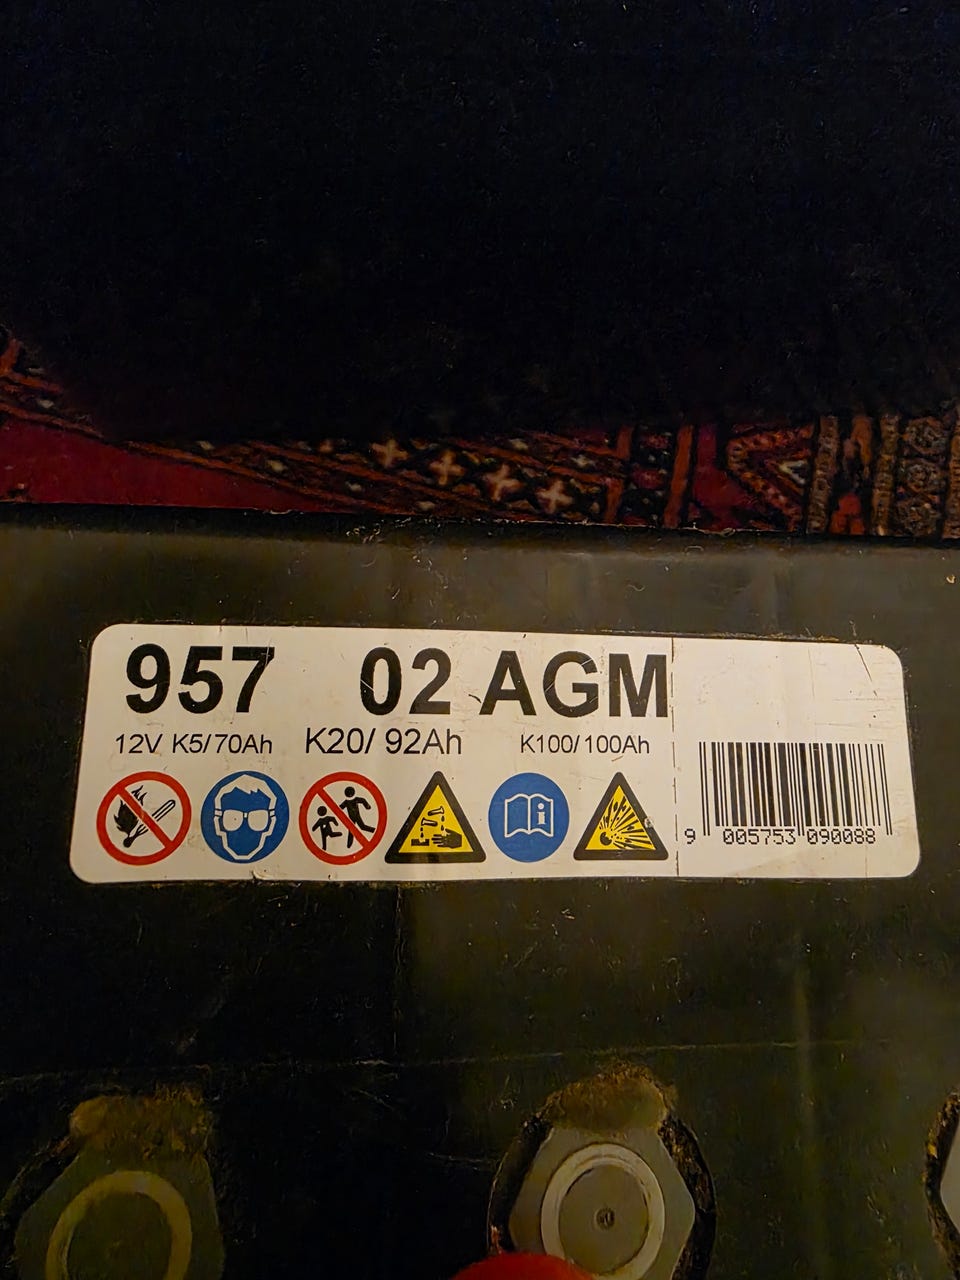 957 02 AGM
12V K5/70Ah K20/ 92Ah K100/100Ah
9 005753 090088